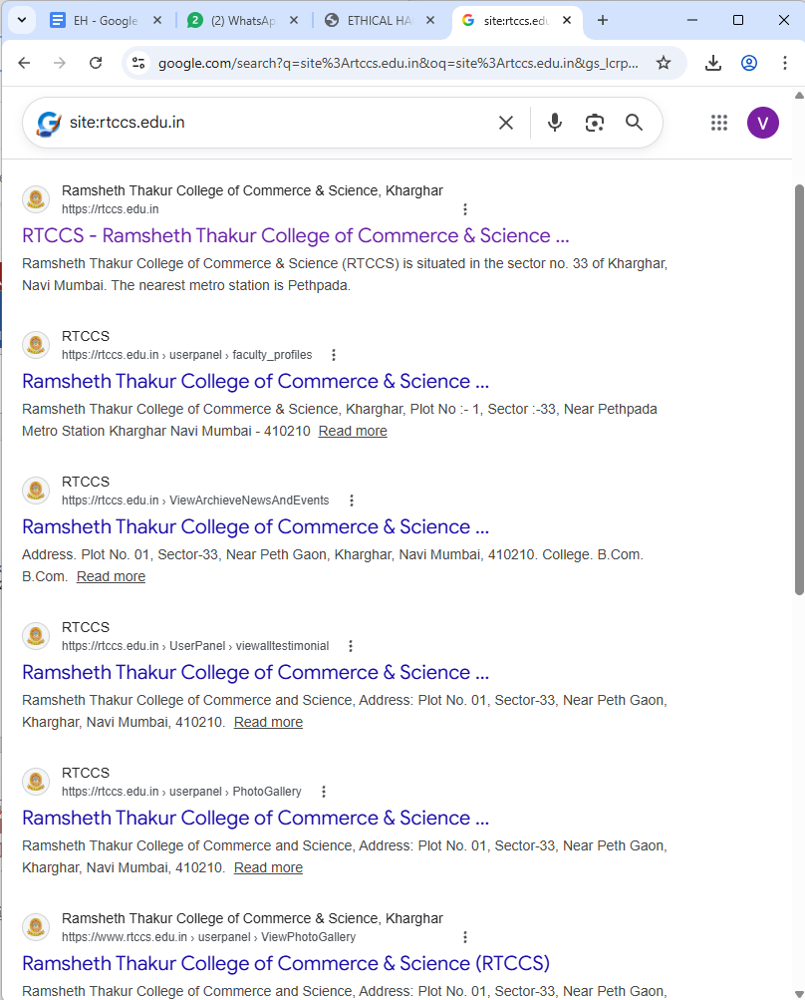 EH - Google
(2) WhatsAp
ETHICAL HA
site:rtccs.edu
google.com/search?q=site%3Artccs.edu.in&oq=site%3Artccs.edu.in&gs_lcrp...
site:rtccs.edu.in
V
Ramsheth Thakur College of Commerce & Science, Kharghar
https://rtccs.edu.in
RTCCS - Ramsheth Thakur College of Commerce & Science ...
Ramsheth Thakur College of Commerce & Science (RTCCS) is situated in the sector no. 33 of Kharghar,
Navi Mumbai. The nearest metro station is Pethpada.
RTCCS
https://rtccs.edu.in › userpanel › faculty_profiles
Ramsheth Thakur College of Commerce & Science ...
Ramsheth Thakur College of Commerce & Science, Kharghar, Plot No :- 1, Sector :-33, Near Pethpada
Metro Station Kharghar Navi Mumbai - 410210 Read more
RTCCS
https://rtccs.edu.in › ViewArchieveNewsAndEvents
Ramsheth Thakur College of Commerce & Science ...
Address. Plot No. 01, Sector-33, Near Peth Gaon, Kharghar, Navi Mumbai, 410210. College. B.Com.
B.Com. Read more
RTCCS
https://rtccs.edu.in › UserPanel › viewalltestimonial
Ramsheth Thakur College of Commerce & Science ...
Ramsheth Thakur College of Commerce and Science, Address: Plot No. 01, Sector-33, Near Peth Gaon,
Kharghar, Navi Mumbai, 410210. Read more
RTCCS
https://rtccs.edu.in › userpanel › PhotoGallery
Ramsheth Thakur College of Commerce & Science ...
Ramsheth Thakur College of Commerce and Science, Address: Plot No. 01, Sector-33, Near Peth Gaon,
Kharghar, Navi Mumbai, 410210. Read more
Ramsheth Thakur College of Commerce & Science, Kharghar
https://www.rtccs.edu.in › userpanel › ViewPhotoGallery
Ramsheth Thakur College of Commerce & Science (RTCCS)
Ramsheth Thakur College of Commerce and Science, Address: Plot No. 01, Sector-33, Near Peth Gaon,